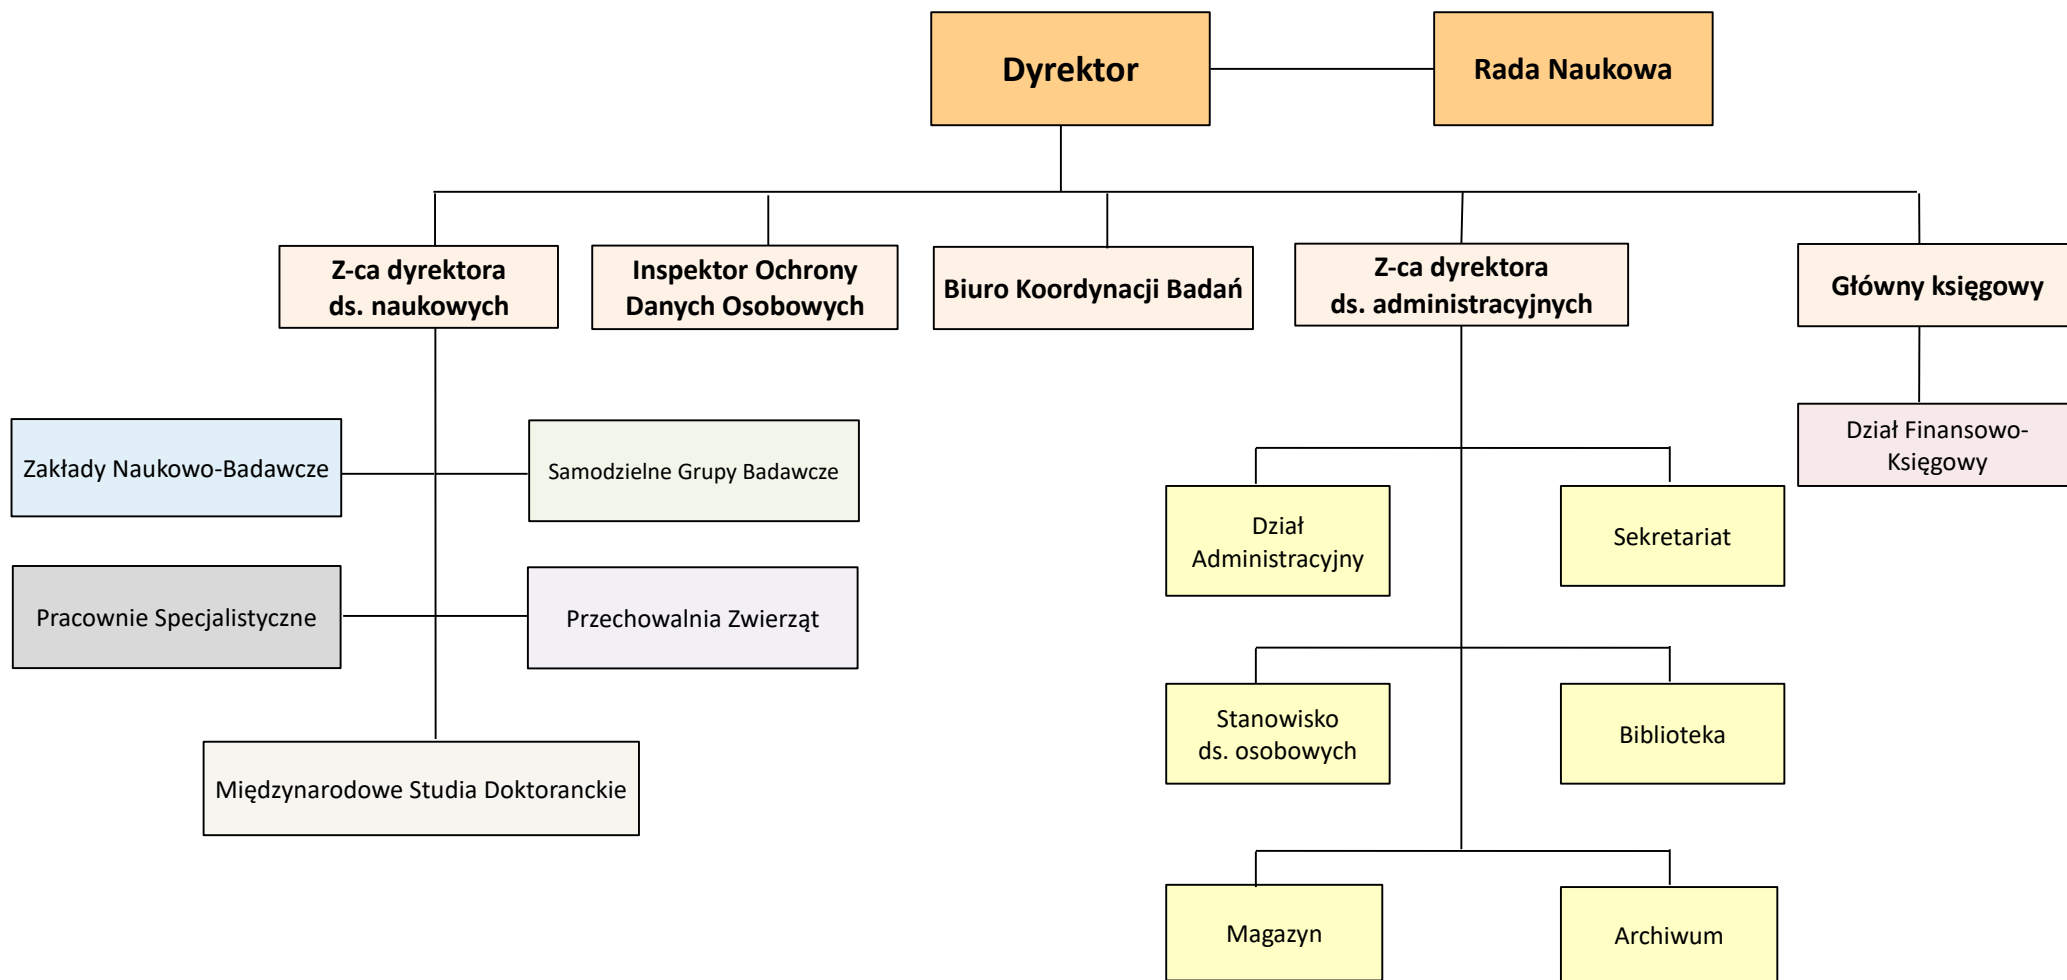 Dyrektor
Rada Naukowa
Z-ca dyrektora
ds. naukowych
Inspektor Ochrony
Danych Osobowych
Biuro Koordynacji Badań
Z-ca dyrektora
ds. administracyjnych
Główny księgowy
Zakłady Naukowo-Badawcze
Samodzielne Grupy Badawcze
Dział Finansowo-
Księgowy
Dział
Administracyjny
Sekretariat
Pracownie Specjalistyczne
Przechowalnia Zwierząt
Stanowisko
ds. osobowych
Biblioteka
Międzynarodowe Studia Doktoranckie
Magazyn
Archiwum